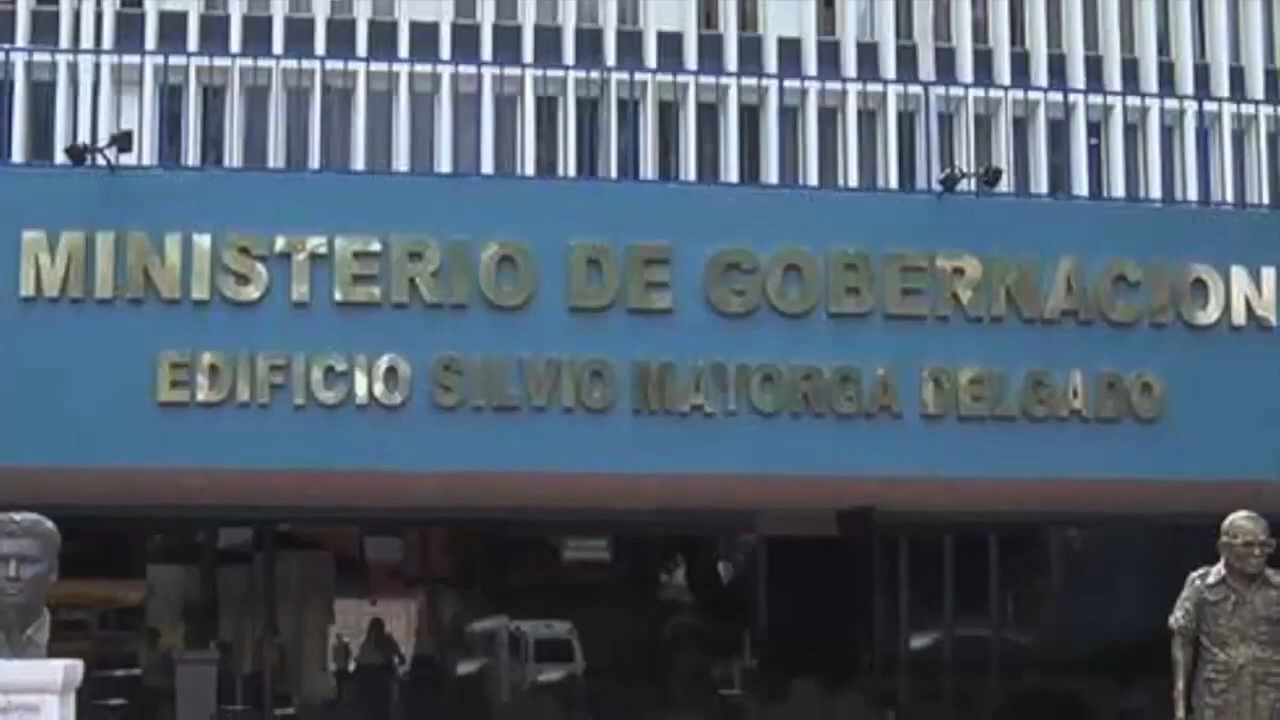 MINISTERIO DE GOBERNACION
EDIFICIO SILVIO MAYORGA DELGADO